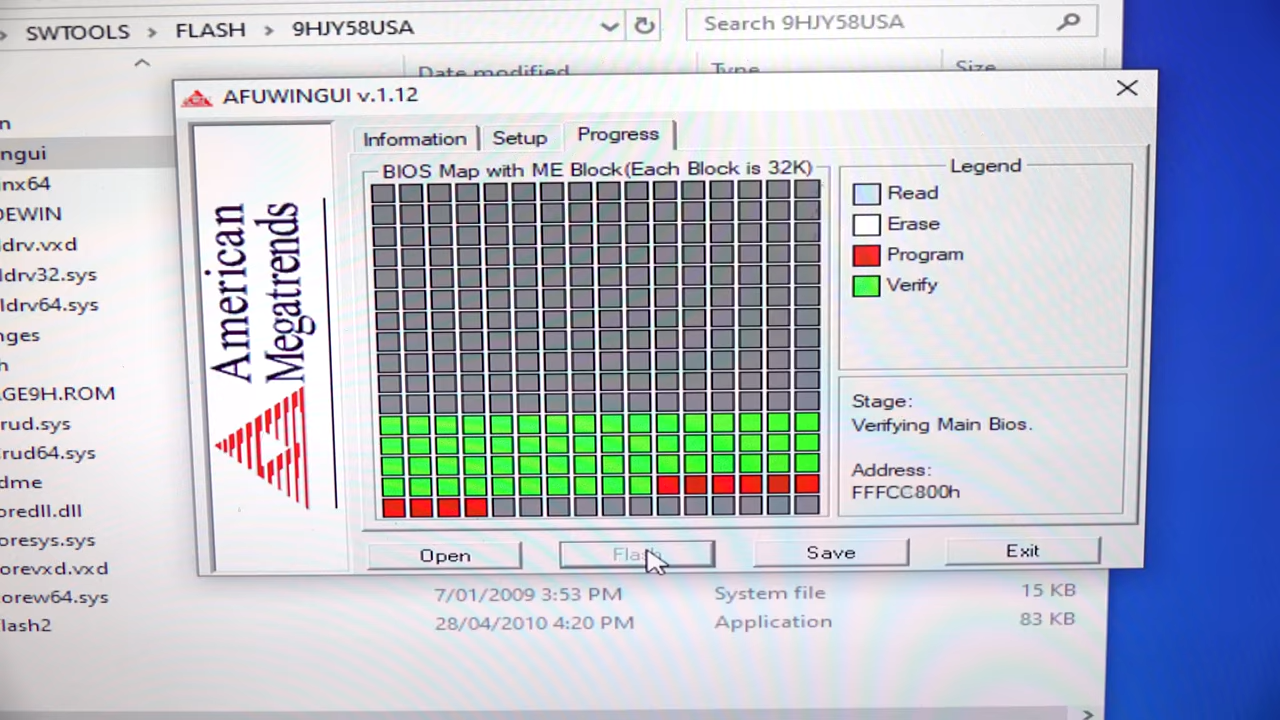 SWTOOLS > FLASH > 9HJY58USA
Search 9HJY58USA
Date modified
Type
Size
AFUWINGUI v.1.12
Information
Setup
Progress
BIOS Map with ME Block(Each Block is 32K)
Legend
Read
Erase
Program
Verify
Stage:
Verifying Main Bios.
Address:
FFFCC800h
American
Megatrends
Open
Flash
Save
Exit
n
ngui
inx64
DEWIN
ldrv.vxd
ldrv32.sys
ldrv64.sys
nges
h
GE9H.ROM
rud.sys
rud64.sys
dme
oredll.dll
oresys.sys
orevxd.vxd
orew64.sys
7/01/2009 3:53 PM
System file
15 KB
lash2
28/04/2010 4:20 PM
Application
83 KB